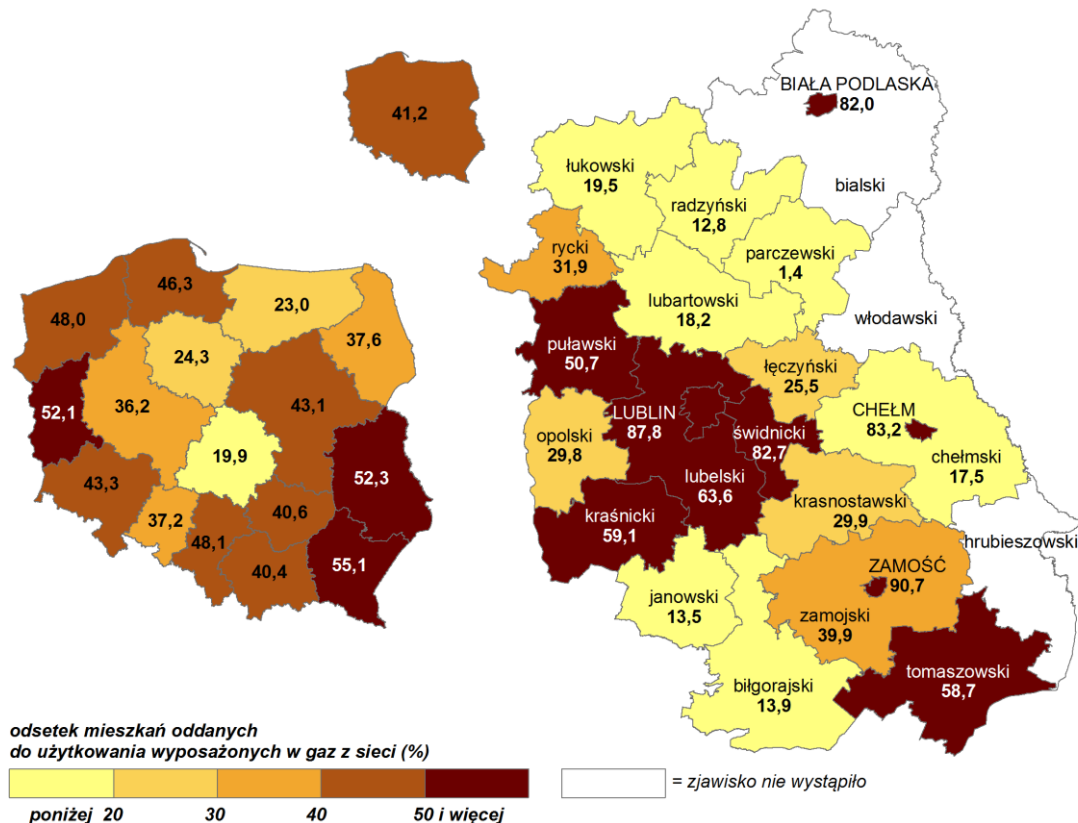 41,2
46,3
48,0
23,0
37,6
24,3
52,1
36,2
43,1
19,9
52,3
43,3
37,2
40,6
48,1
40,4
55,1
BIAŁA PODLASKA
82,0
bialski
łukowski
19,5
radzyński
12,8
parczewski
1,4
rycki
31,9
lubartowski
18,2
włodawski
puławski
50,7
łęczyński
25,5
LUBLIN
87,8
świdnicki
82,7
CHEŁM
83,2
chełmski
17,5
opolski
29,8
lubelski
63,6
kraśnicki
59,1
krasnostawski
29,9
hrubieszowski
ZAMOŚĆ
90,7
zamojski
39,9
janowski
13,5
biłgorajski
13,9
tomaszowski
58,7
odsetek mieszkań oddanych
do użytkowania wyposażonych w gaz z sieci (%)
poniżej 20 30 40 50 i więcej
= zjawisko nie wystąpiło